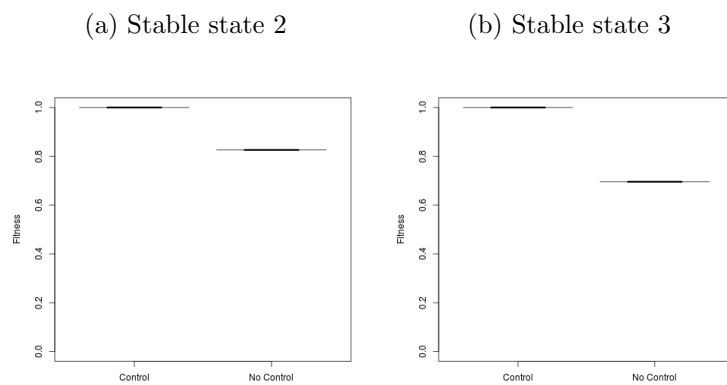 (a) Stable state 2
(b) Stable state 3
Fitness
1.0
0.8
0.6
0.4
0.2
0.0
Control
No Control
Fitness
1.0
0.8
0.6
0.4
0.2
0.0
Control
No Control